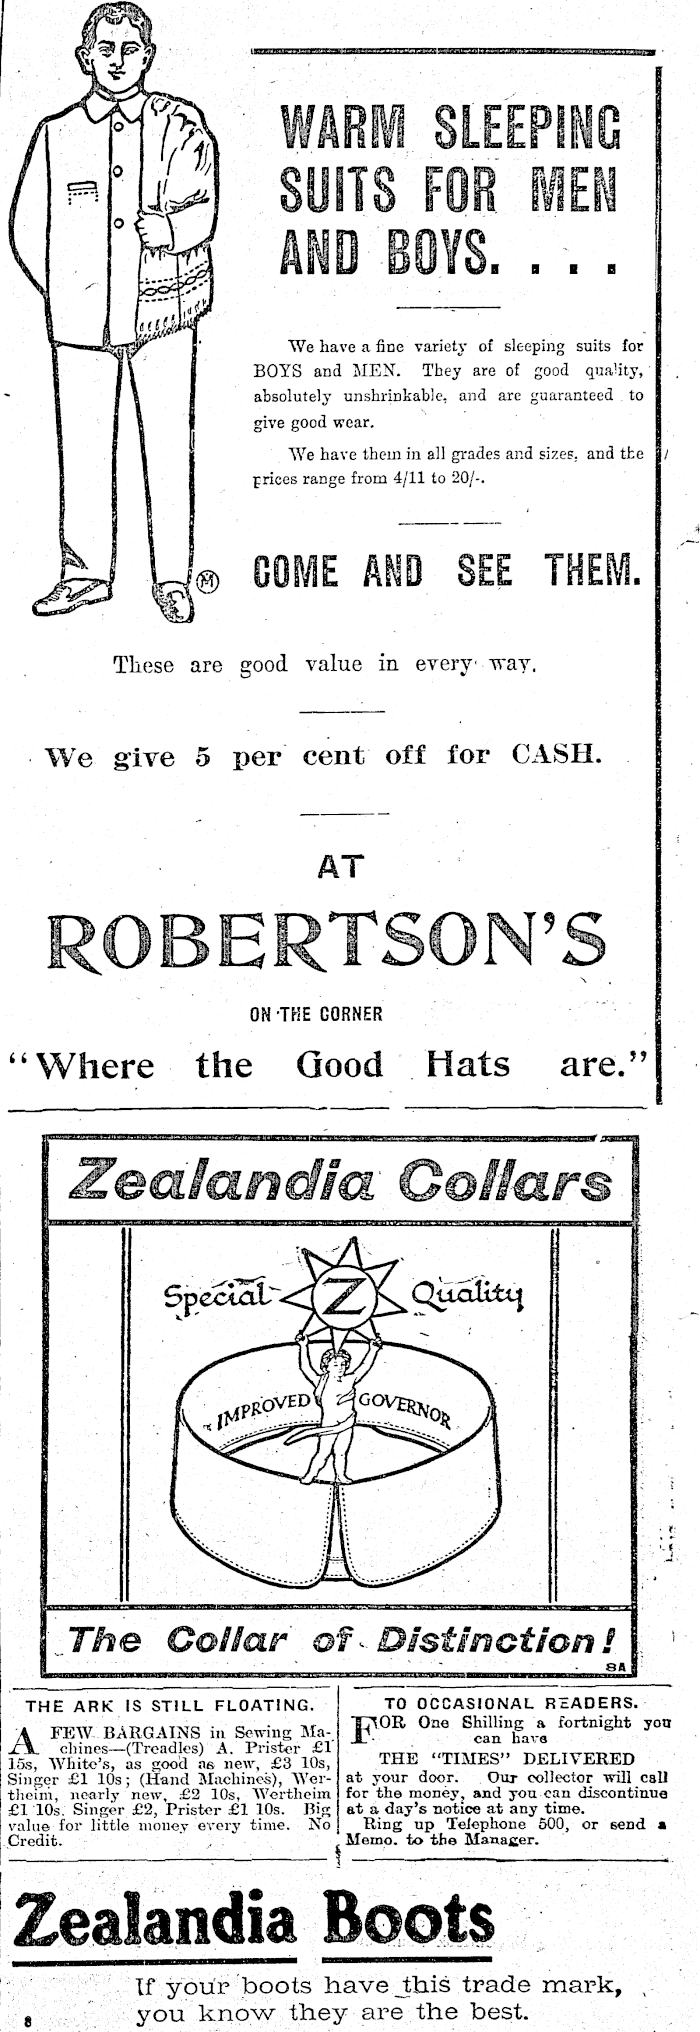 WARM SLEEPING
SUITS FOR MEN
AND BOYS. . . .
We have a fine variety of sleeping suits for
BOYS and MEN. They are of good quality,
absolutely unshrinkable, and are guaranteed to
give good wear.
We have them in all grades and sizes, and the
prices range from 4/11 to 20/-.
M
COME AND SEE THEM.
These are good value in every way.
We give 5 per cent off for CASH.
AT
ROBERTSON'S
ON THE CORNER
"Where the Good Hats are."
Zealandia Collars
Special Z Quality
IMPROVED GOVERNOR
The Collar of Distinction!
8A
THE ARK IS STILL FLOATING.
A FEW BARGAINS in Sewing Ma-
chines—(Treadles) A. Prister £1
15s, White's, as good as new, £3 10s,
Singer £1 10s; (Hand Machines), Wer-
theim, nearly new, £2 10s, Wertheim
£1 10s. Singer £2, Prister £1 10s. Big
value for little money every time. No
Credit.
TO OCCASIONAL READERS.
FOR One Shilling a fortnight you
can have
THE "TIMES" DELIVERED
at your door. Our collector will call
for the money, and you can discontinue
at a day's notice at any time.
Ring up Telephone 500, or send a
Memo. to the Manager.
Zealandia Boots
If your boots have this trade mark,
you know they are the best.
8